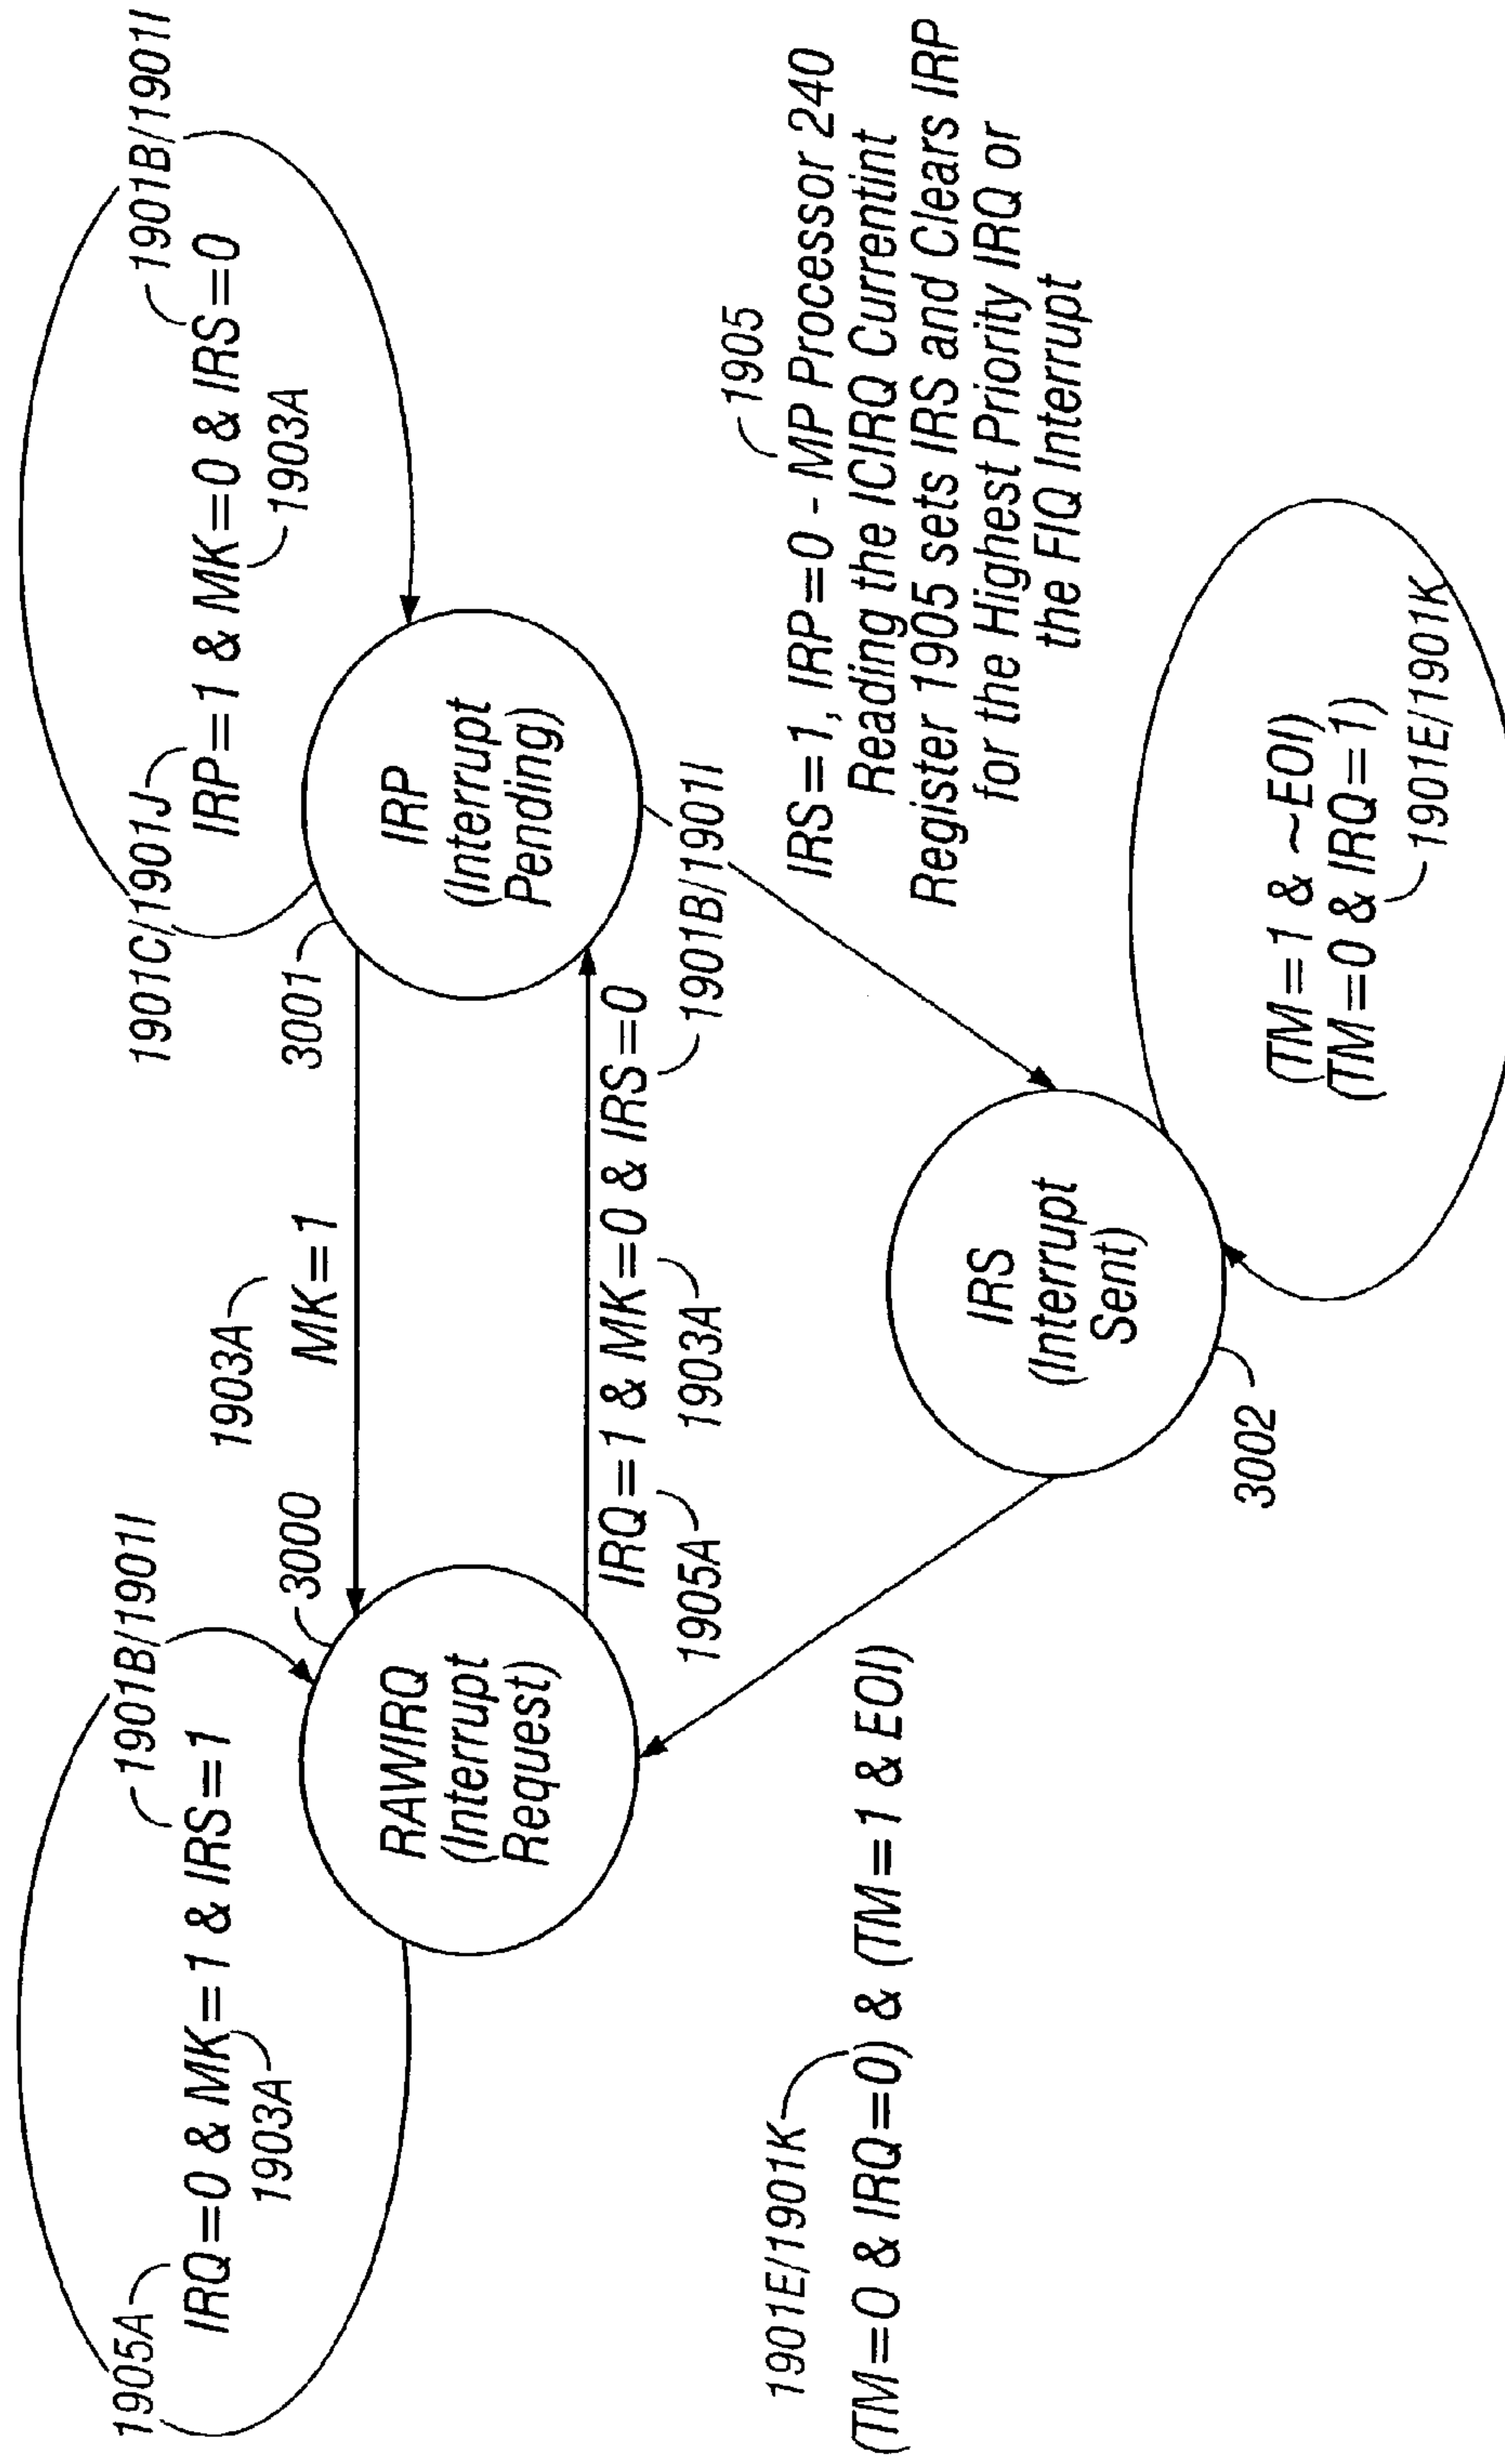 1905A
1901B/1901I
IRQ=0 & MK=1 & IRS=1
1903A
3000
RAWIRQ
(Interrupt
Request)
1903A
MK=1
IRQ=1 & MK=0 & IRS=0
1905A
1903A
1901B/1901I
1901C/1901J
1901B/1901I
IRP=1 & MK=0 & IRS=0
1903A
3001
IRP
(Interrupt
Pending)
1905
IRS=1, IRP=0 - MP Processor 240
Reading the ICIRQ Currentint
Register 1905 sets IRS and Clears IRP
for the Highest Priority IRQ or
the FIQ Interrupt
1901E/1901K
(TM=0 & IRQ=0) & (TM=1 & EOI)
IRS
(Interrupt
Sent)
3002
(TM=1 & ~EOI)
(TM=0 & IRQ=1)
1901E/1901K